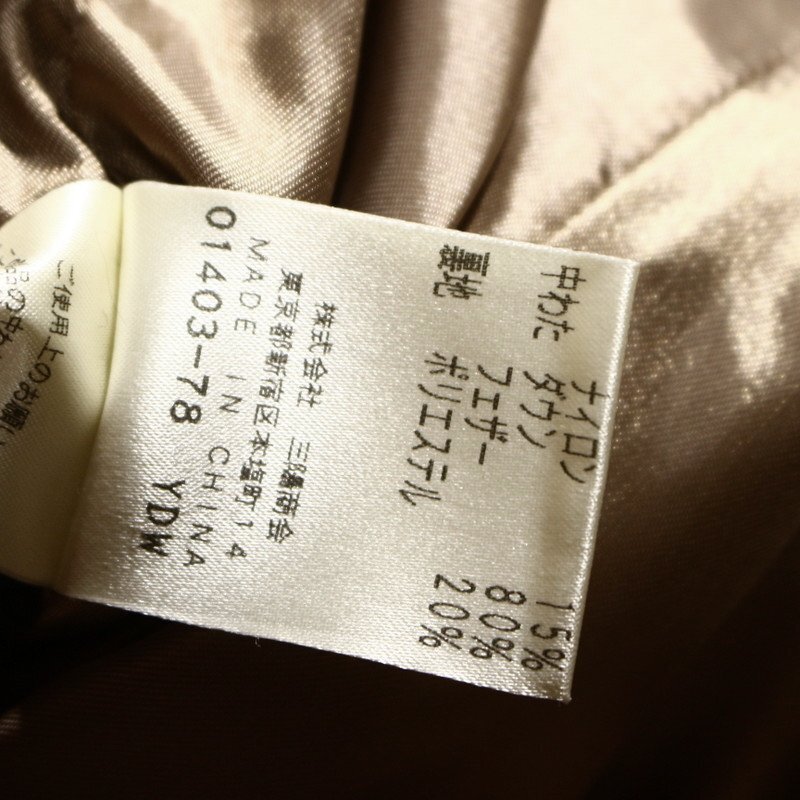 ナイロン 15%
中わた ダウン 80%
フェザー 20%
裏地 ポリエステル
株式会社 三陽商会
東京都新宿区本塩町14
MADE IN CHINA
01403-78 YDW
ご使用上のお願い